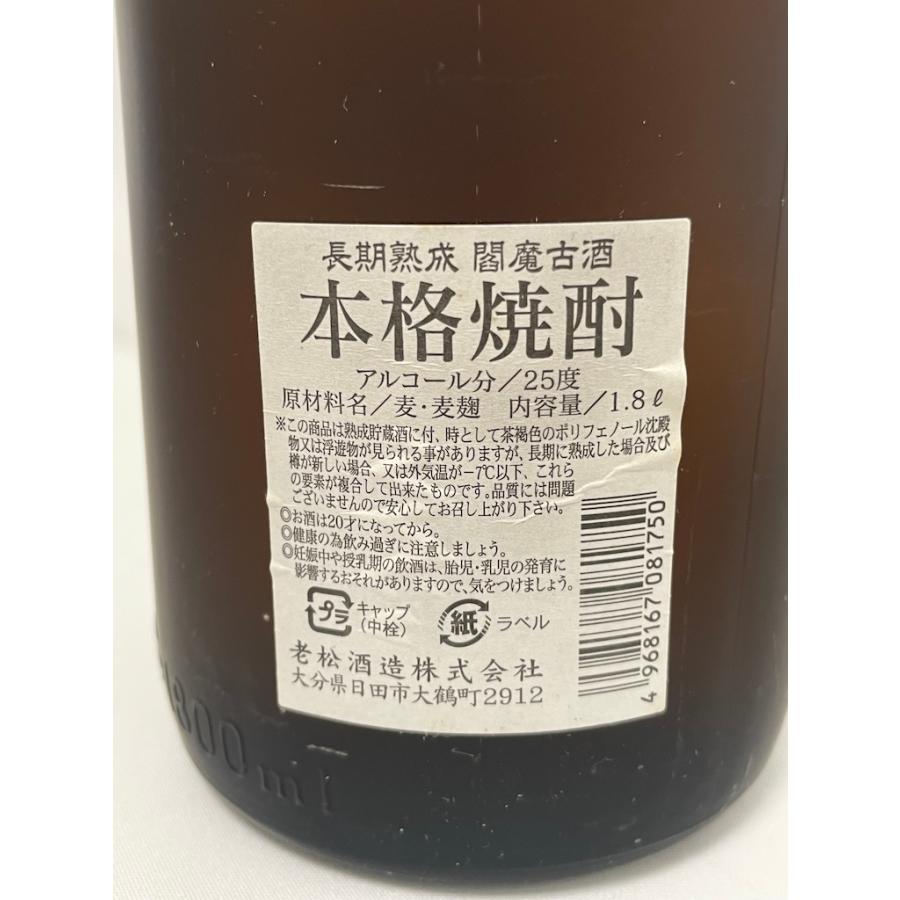 長期熟成 閻魔古酒
本格焼酎
アルコール分／25度
原材料名／麦・麦麹　内容量／1.8ℓ
※この商品は熟成貯蔵酒に付、時として茶褐色のポリフェノール沈殿
物又は浮遊物が見られる事がありますが、長期に熟成した場合及び
樽が新しい場合、又は外気温が−7℃以下、これら
の要素が複合して出来たものです。品質には問題
ございませんので安心してお召し上がり下さい。
◎お酒は20才になってから。
◎健康の為飲み過ぎに注意しましょう。
◎妊娠中や授乳期の飲酒は、胎児・乳児の発育に
影響するおそれがありますので、気をつけましょう。
プラ キャップ
(中栓)
紙 ラベル
老松酒造株式会社
大分県日田市大鶴町2912
4968167081750
1800ml